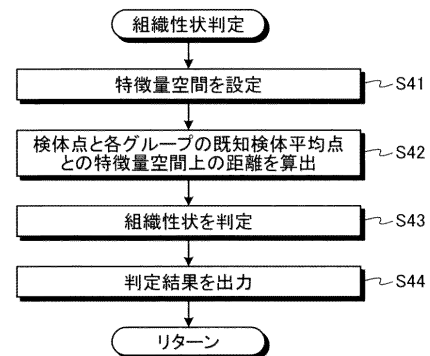 組織性状判定
特徴量空間を設定
S41
検体点と各グループの既知検体平均点
との特徴量空間上の距離を算出
S42
組織性状を判定
S43
判定結果を出力
S44
リターン